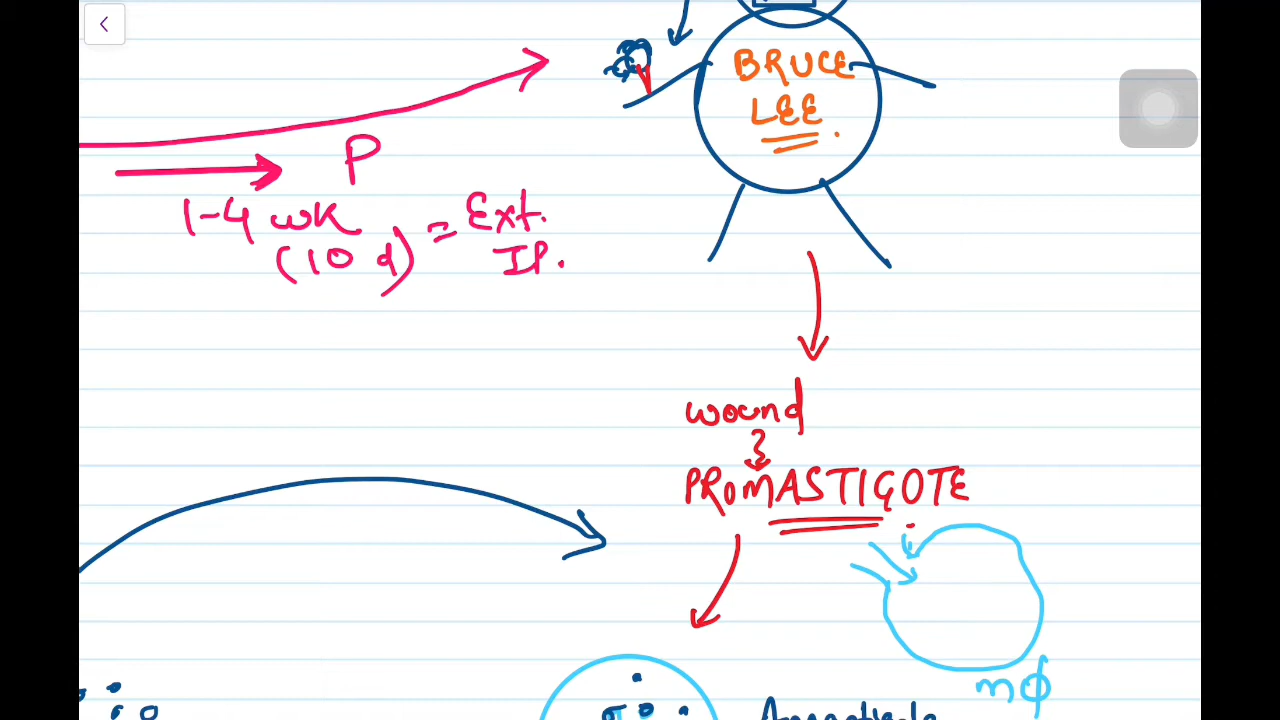 BRUCE
LEE
P
1-4 wk
(10 d) = Ext.
IP.
wound
PROMASTIGOTE
mϕ